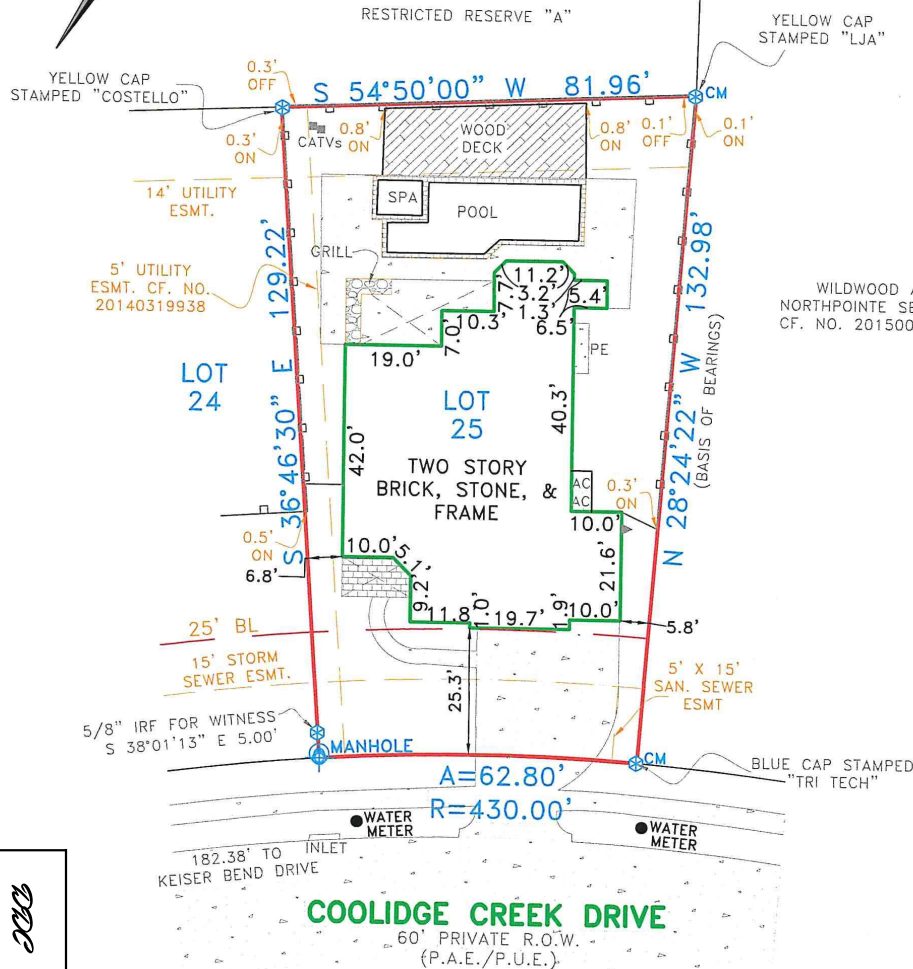 RESTRICTED RESERVE "A"
YELLOW CAP
STAMPED "LJA"
YELLOW CAP
STAMPED "COSTELLO"
0.3'
OFF
S 54°50'00" W 81.96'
CM
0.3'
ON
CATVs
0.8'
ON
WOOD
DECK
0.8'
ON
0.1'
OFF
0.1'
ON
14' UTILITY
ESMT.
SPA
POOL
5' UTILITY
ESMT. CF. NO.
20140319938
GRILL
S 36°46'30" E 129.22'
N 28°24'22" W 132.98'
(BASIS OF BEARINGS)
WILDWOOD A
NORTHPOINTE SE
CF. NO. 201500
11.2'
7.7'
3.2'
1.3'
5.4'
6.5'
10.3'
7.0'
19.0'
PE
LOT
24
LOT
25
40.3'
42.0'
TWO STORY
BRICK, STONE, &
FRAME
AC
AC
10.0'
0.3'
ON
0.5'
ON
6.8'
10.0'
5.1'
9.2'
11.8'
1.0'
19.7'
1.9'
10.0'
21.6'
5.8'
25' BL
15' STORM
SEWER ESMT.
25.3'
5' X 15'
SAN. SEWER
ESMT
5/8" IRF FOR WITNESS
S 38°01'13" E 5.00'
MANHOLE
CM
BLUE CAP STAMPED
"TRI TECH"
A=62.80'
R=430.00'
WATER
METER
WATER
METER
182.38' TO INLET
KEISER BEND DRIVE
COOLIDGE CREEK DRIVE
60' PRIVATE R.O.W.
(P.A.E./P.U.E.)